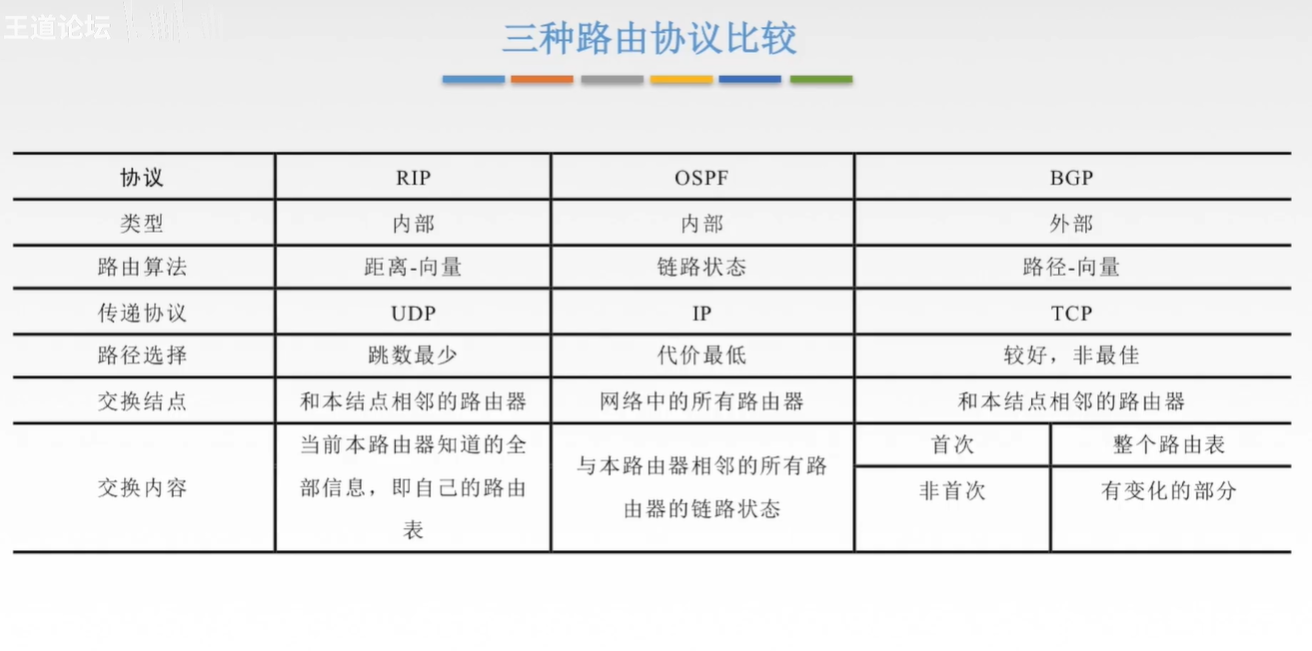 王道论坛
三种路由协议比较
协议 RIP OSPF BGP
类型 内部 内部 外部
路由算法 距离-向量 链路状态 路径-向量
传递协议 UDP IP TCP
路径选择 跳数最少 代价最低 较好，非最佳
交换结点 和本结点相邻的路由器 网络中的所有路由器 和本结点相邻的路由器
交换内容
当前本路由器知道的全
部信息，即自己的路由
表
与本路由器相邻的所有路
由器的链路状态
首次 整个路由表
非首次 有变化的部分